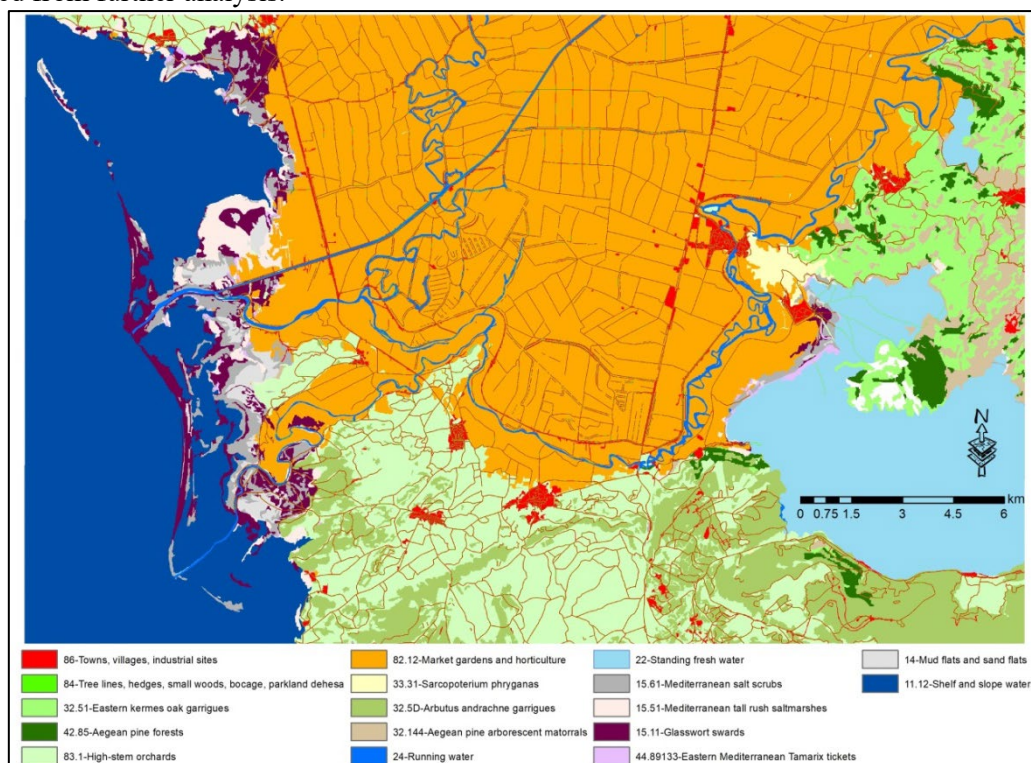 ed from further analysis.
N
km
0 0.75 1.5 3 4.5 6
86-Towns, villages, industrial sites
84-Tree lines, hedges, small woods, bocage, parkland dehesa
32.51-Eastern kermes oak garrigues
42.85-Aegean pine forests
83.1-High-stem orchards
82.12-Market gardens and horticulture
33.31-Sarcopoterium phryganas
32.5D-Arbutus andrachne garrigues
32.144-Aegean pine arborescent matorrals
24-Running water
22-Standing fresh water
15.61-Mediterranean salt scrubs
15.51-Mediterranean tall rush saltmarshes
15.11-Glasswort swards
44.89133-Eastern Mediterranean Tamarix tickets
14-Mud flats and sand flats
11.12-Shelf and slope water